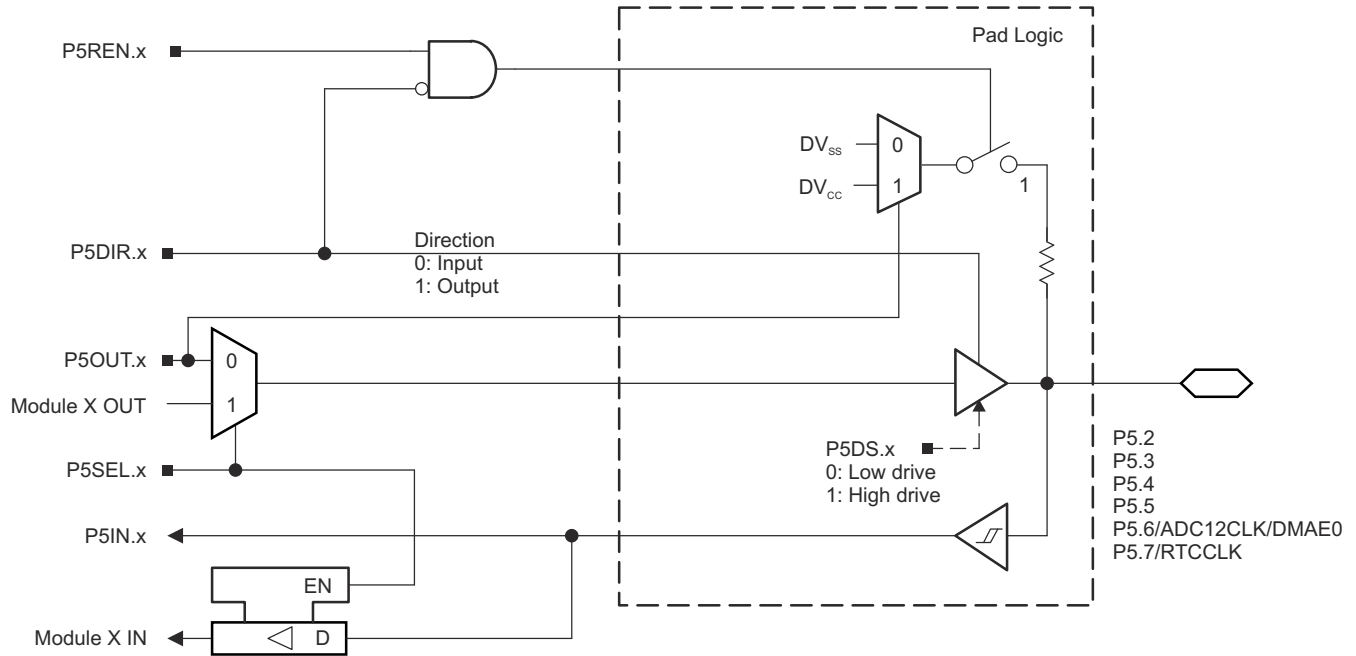 P5REN.x
Pad Logic
DVSS
0
DVCC
1
1
P5DIR.x
Direction
0: Input
1: Output
P5OUT.x
0
Module X OUT
1
P5SEL.x
P5DS.x
0: Low drive
1: High drive
P5.2
P5.3
P5.4
P5.5
P5.6/ADC12CLK/DMAE0
P5.7/RTCCLK
P5IN.x
EN
Module X IN
D